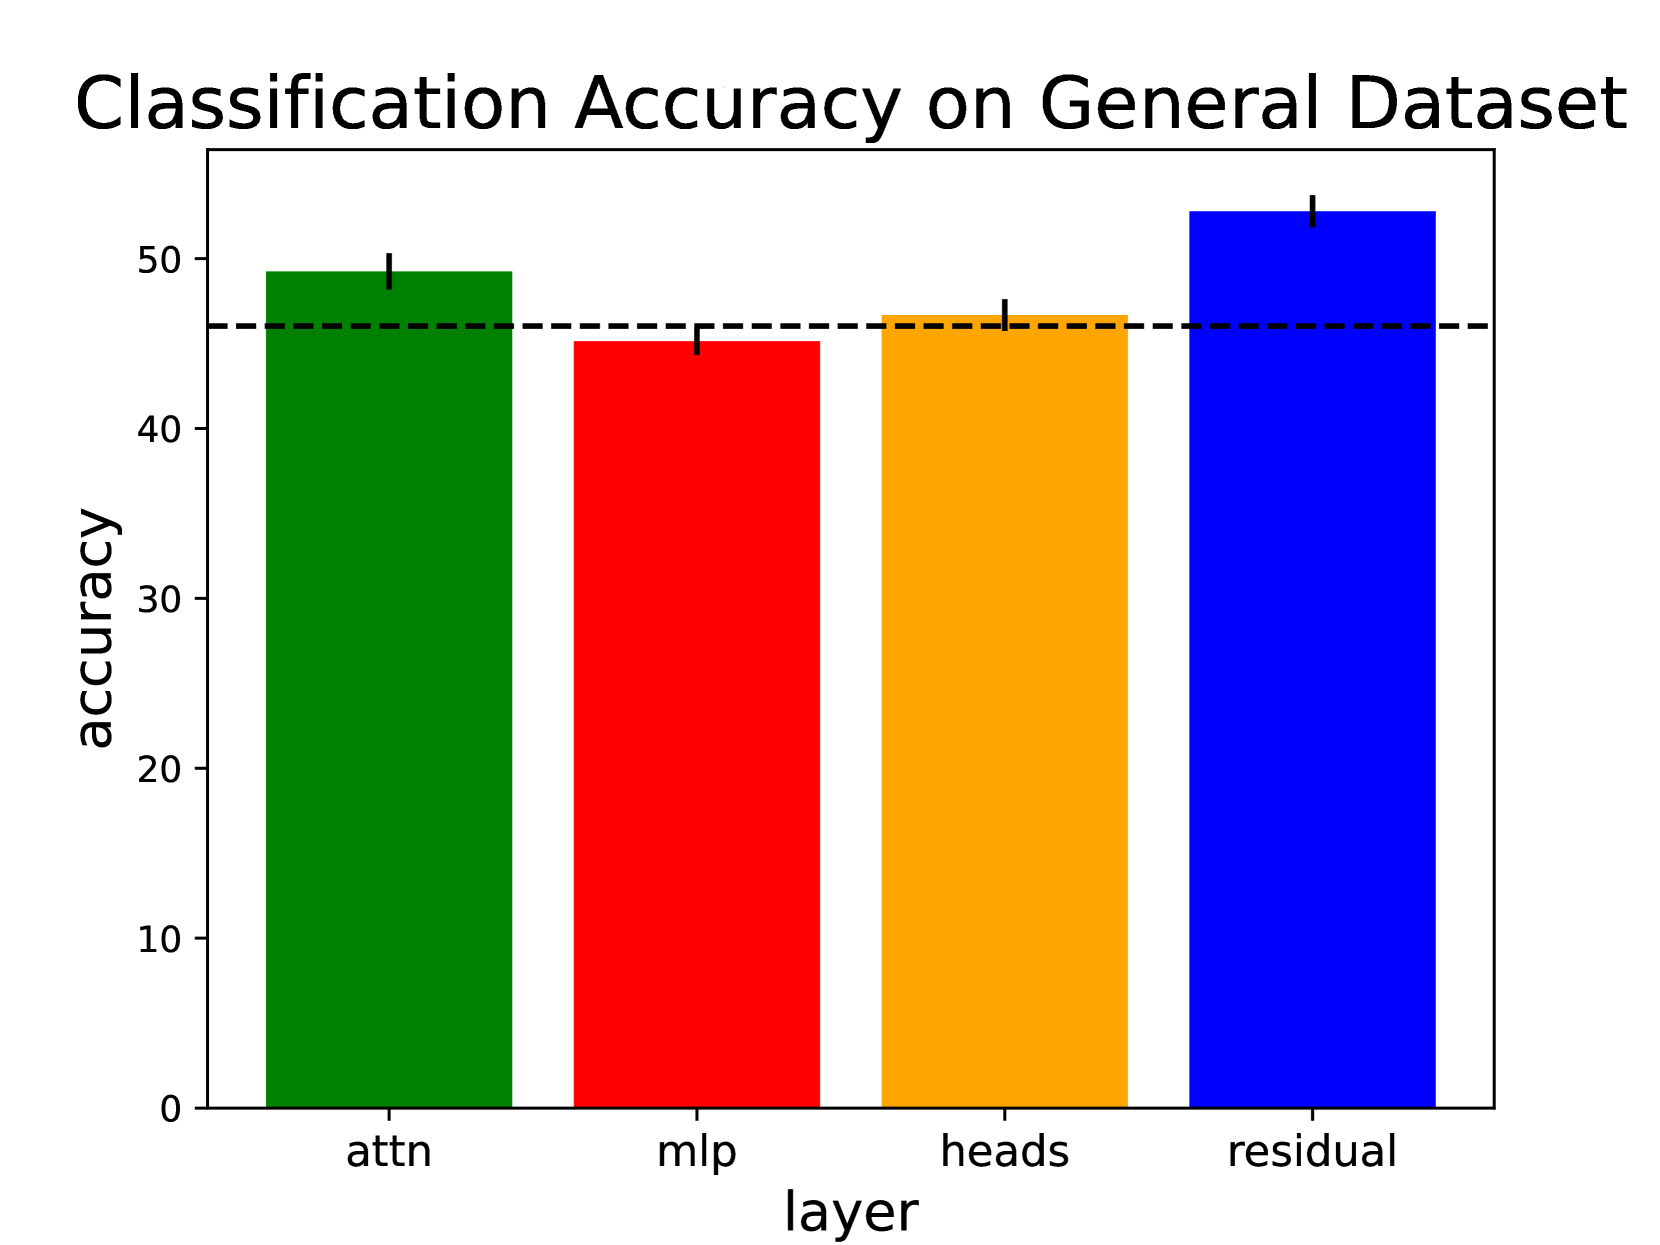 Classification Accuracy on General Dataset
accuracy
50
40
30
20
10
0
attn mlp heads residual
layer